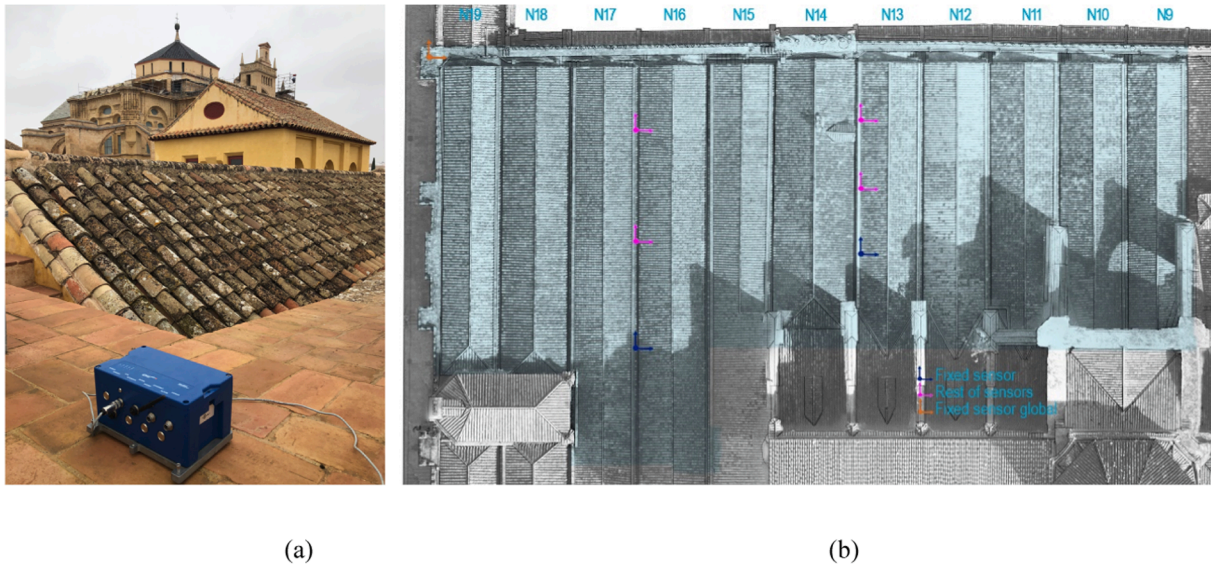 N19 N18 N17 N16 N15 N14 N13 N12 N11 N10 N9
Fixed sensor
Rest of sensors
Fixed sensor global
(a)
(b)